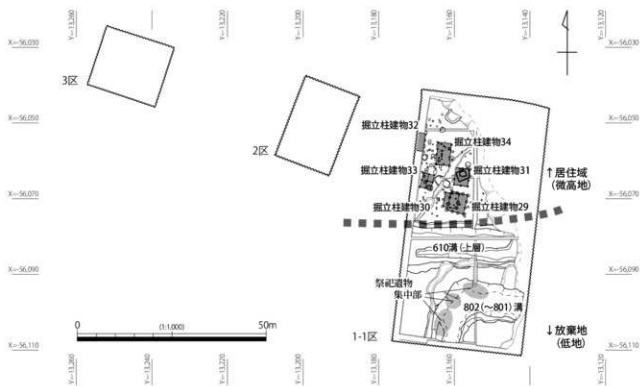 Y=-13,260
Y=-13,240
Y=-13,220
Y=-13,200
Y=-13,180
Y=-13,160
Y=-13,140
Y=-13,120
X=-56,030
X=-56,030
3区
X=-56,050
X=-56,050
2区
掘立柱建物32
掘立柱建物34
掘立柱建物33
掘立柱建物31
↑居住域
(微高地)
X=-56,070
X=-56,070
掘立柱建物30
掘立柱建物29
610溝(上層)
X=-56,090
X=-56,090
祭祀遺物
集中部
802(~801)溝
↓放棄地
(低地)
0
(1:1,000)
50m
1-1区
X=-56,110
X=-56,110
Y=-13,260
Y=-13,240
Y=-13,220
Y=-13,200
Y=-13,180
Y=-13,160
Y=-13,140
Y=-13,120